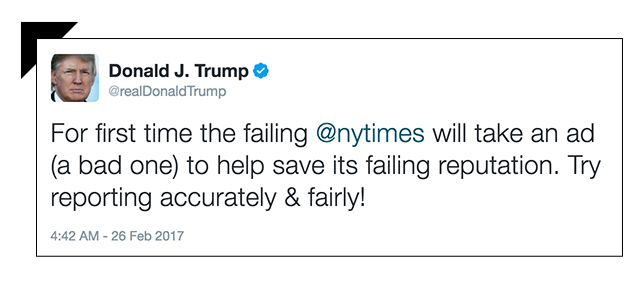 Donald J. Trump
@realDonaldTrump
For first time the failing @nytimes will take an ad
(a bad one) to help save its failing reputation. Try
reporting accurately & fairly!
4:42 AM - 26 Feb 2017